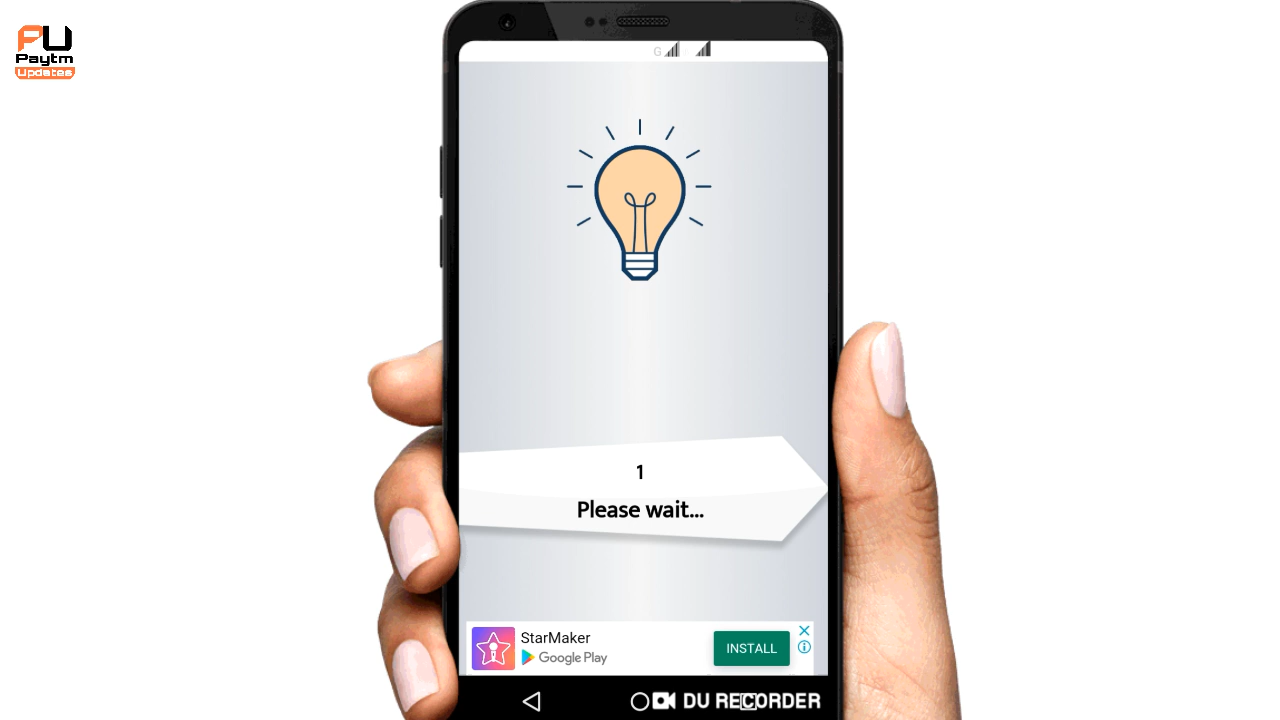 PU
Paytm
Updates
G
1
Please wait...
StarMaker
Google Play
INSTALL
DU RECORDER